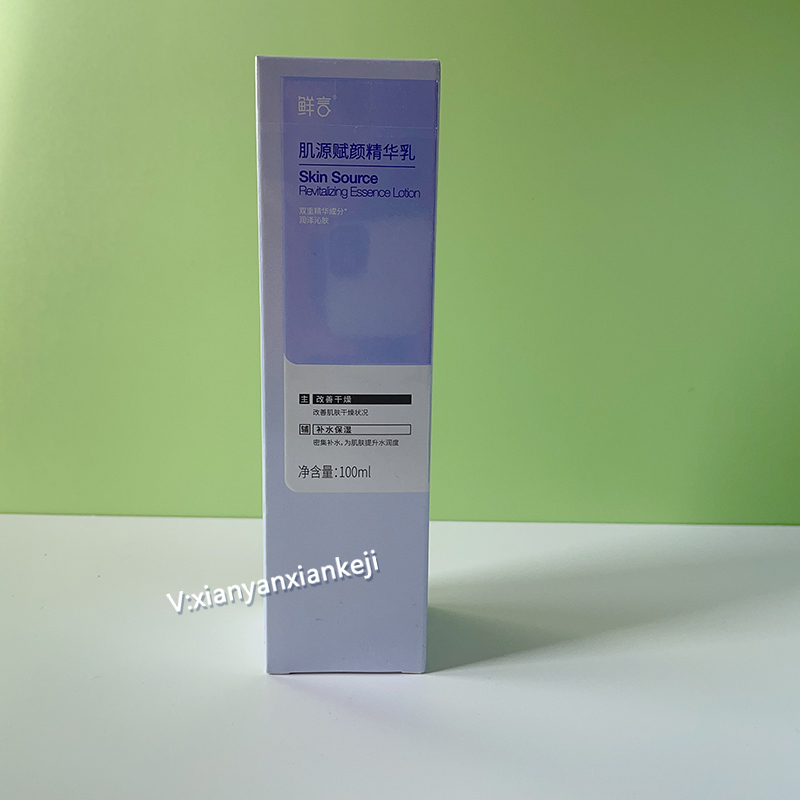 鲜言
肌源赋颜精华乳
Skin Source
Revitalizing Essence Lotion
双重精华成分*
润泽沁肤
主 改善干燥
改善肌肤干燥状况
辅 补水保湿
密集补水，为肌肤提升水润度
净含量：100ml
V:xianyanxiankeji